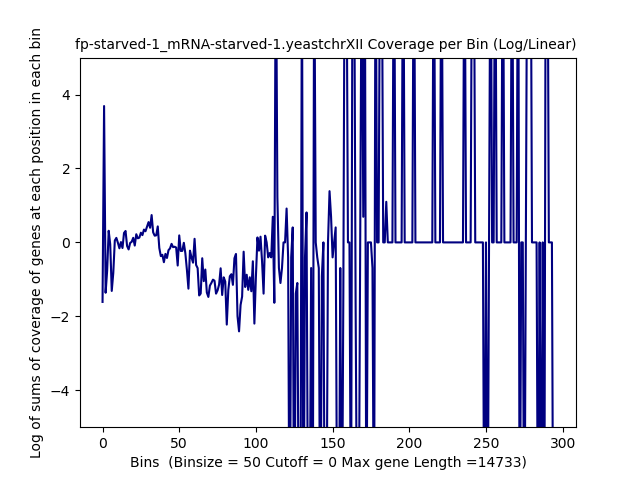 fp-starved-1_mRNA-starved-1.yeastchrXII Coverage per Bin (Log/Linear)
Log of sums of coverage of genes at each position in each bin
4
2
0
−2
−4
0 50 100 150 200 250 300
Bins  (Binsize = 50 Cutoff = 0 Max gene Length =14733)